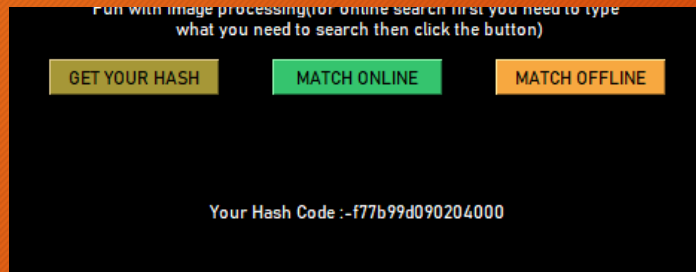 Fun with image processing(for online search first you need to type
what you need to search then click the button)
GET YOUR HASH MATCH ONLINE MATCH OFFLINE
Your Hash Code :-f77b99d090204000